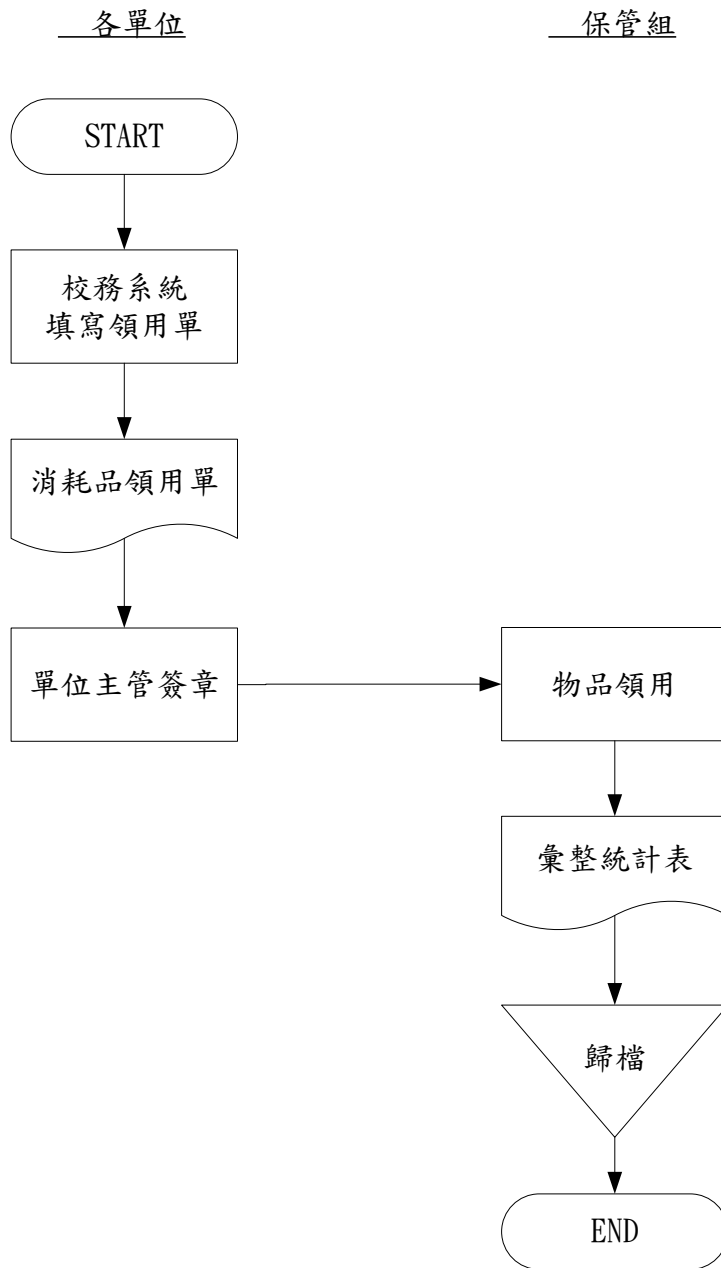 各單位
保管組
START
校務系統
填寫領用單
消耗品領用單
單位主管簽章
物品領用
彙整統計表
歸檔
END